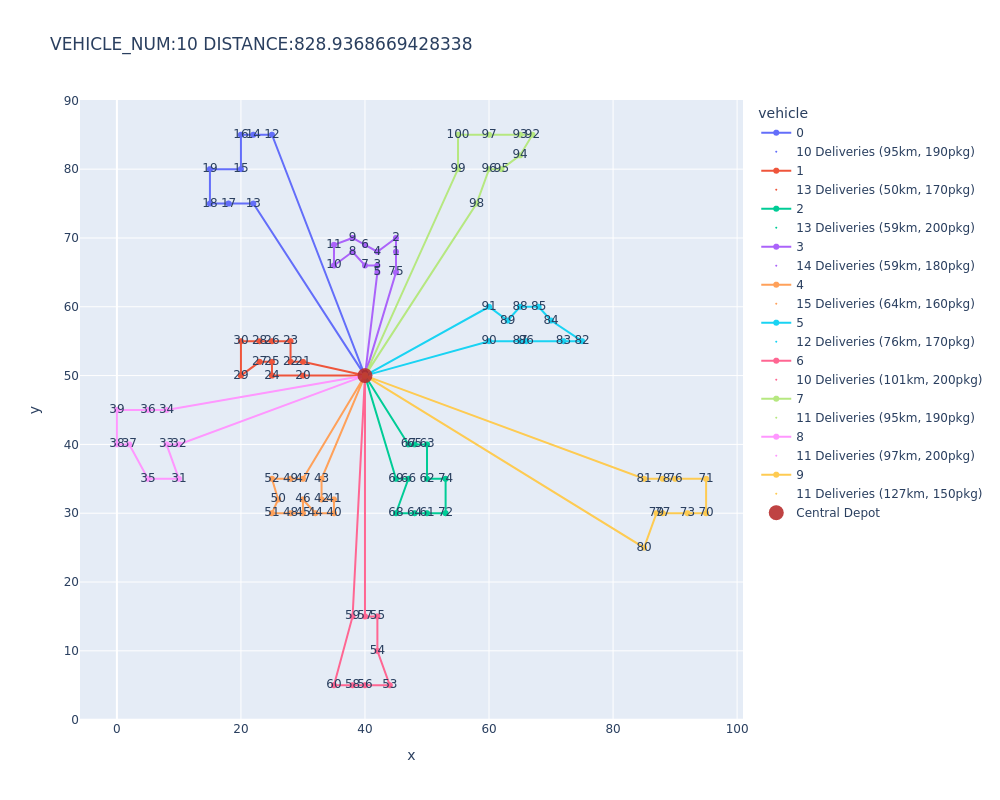 VEHICLE_NUM:10 DISTANCE:828.9368669428338
vehicle
0
10 Deliveries (95km, 190pkg)
1
13 Deliveries (50km, 170pkg)
2
13 Deliveries (59km, 200pkg)
3
14 Deliveries (59km, 180pkg)
4
15 Deliveries (64km, 160pkg)
5
12 Deliveries (76km, 170pkg)
6
10 Deliveries (101km, 200pkg)
7
11 Deliveries (95km, 190pkg)
8
11 Deliveries (97km, 200pkg)
9
11 Deliveries (127km, 150pkg)
Central Depot
90
80
70
60
50
40
30
20
10
0
y
0 20 40 60 80 100
x
16 14 12 100 97 93 92
94
19 15 99 96 95
18 17 13 98
11 9 6 2
8 4 1
10 7 3
5 75
91 88 85
89 84
30 28 26 23 90 87 86 83 82
27 25 22 21
29 24 20
39 36 34
38 37 33 32 67 65 63
35 31 52 49 47 43 69 66 62 74 81 78 76 71
50 46 42 41
51 48 45 44 40 68 64 61 72 79 77 73 70
80
59 57 55
54
60 58 56 53